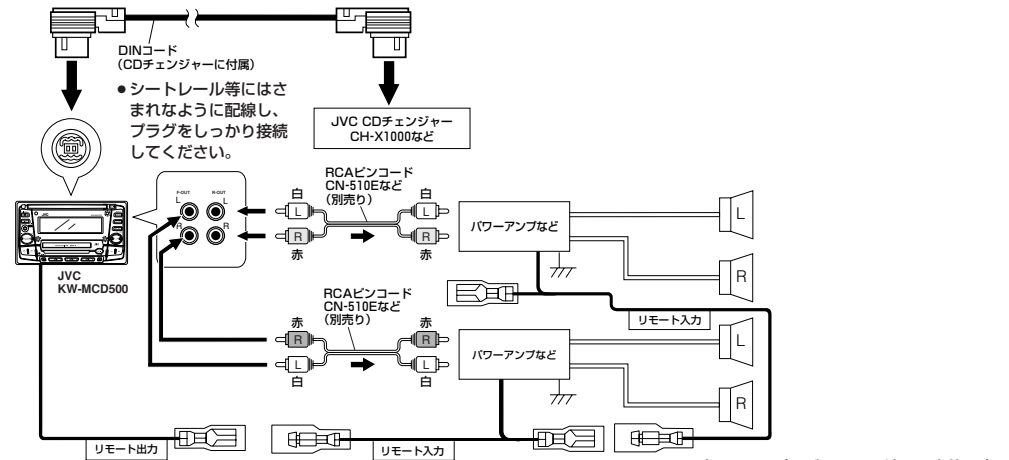 DINコード
（CDチェンジャーに付属）
●シートレール等にはさ
まれなように配線し、
プラグをしっかり接続
してください。
JVC CDチェンジャー
CH-X1000など
F-OUT
R-OUT
L
L
R
R
JVC
KW-MCD500
RCAピンコード
CN-510Eなど
（別売り）
白
L
白
L
R
赤
R
赤
パワーアンプなど
L
R
リモート入力
RCAピンコード
CN-510Eなど
（別売り）
赤
R
赤
R
L
白
L
白
パワーアンプなど
L
R
リモート出力
リモート入力